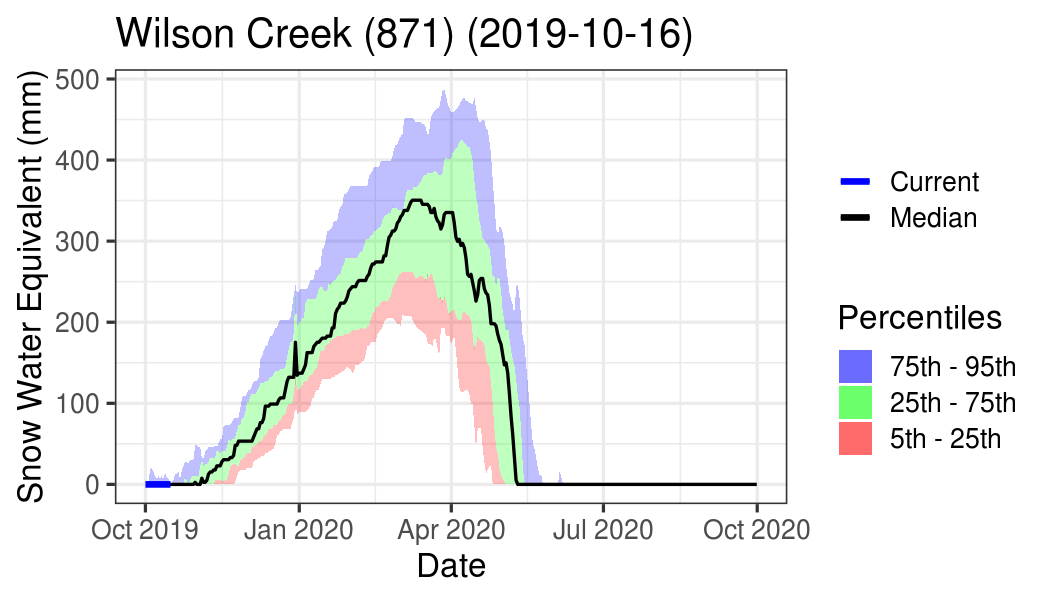 Wilson Creek (871) (2019-10-16)
Snow Water Equivalent (mm)
500
400
300
200
100
0
Oct 2019
Jan 2020
Apr 2020
Jul 2020
Oct 2020
Date
Current
Median
Percentiles
75th - 95th
25th - 75th
5th - 25th